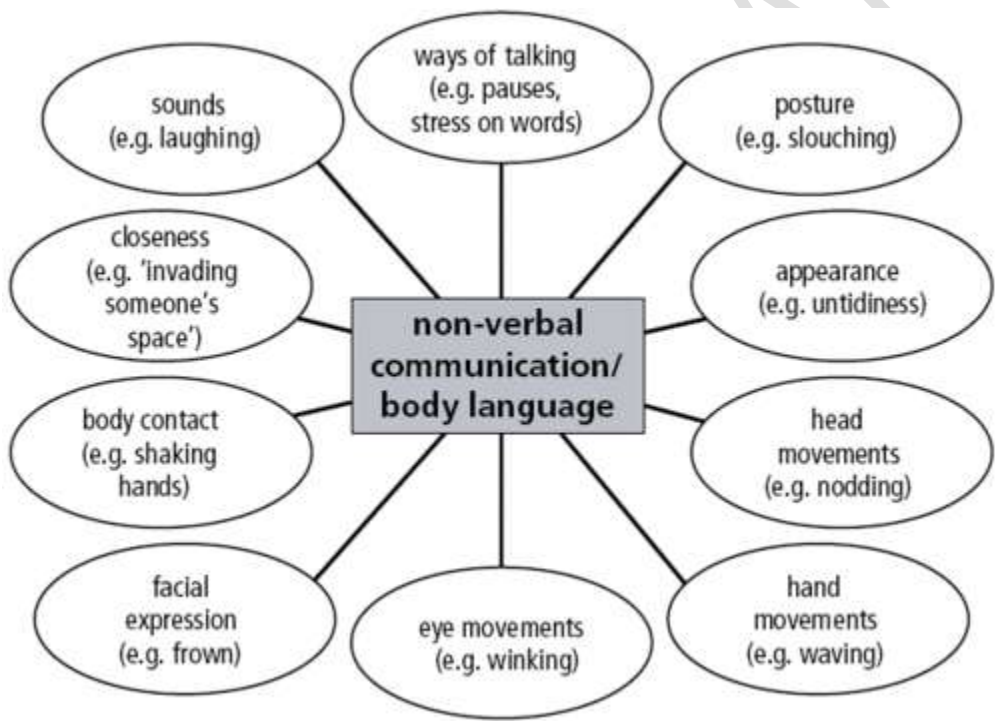 ways of talking
(e.g. pauses,
stress on words)
sounds
(e.g. laughing)
posture
(e.g. slouching)
closeness
(e.g. 'invading
someone's
space')
appearance
(e.g. untidiness)
non-verbal
communication/
body language
body contact
(e.g. shaking
hands)
head
movements
(e.g. nodding)
facial
expression
(e.g. frown)
eye movements
(e.g. winking)
hand
movements
(e.g. waving)